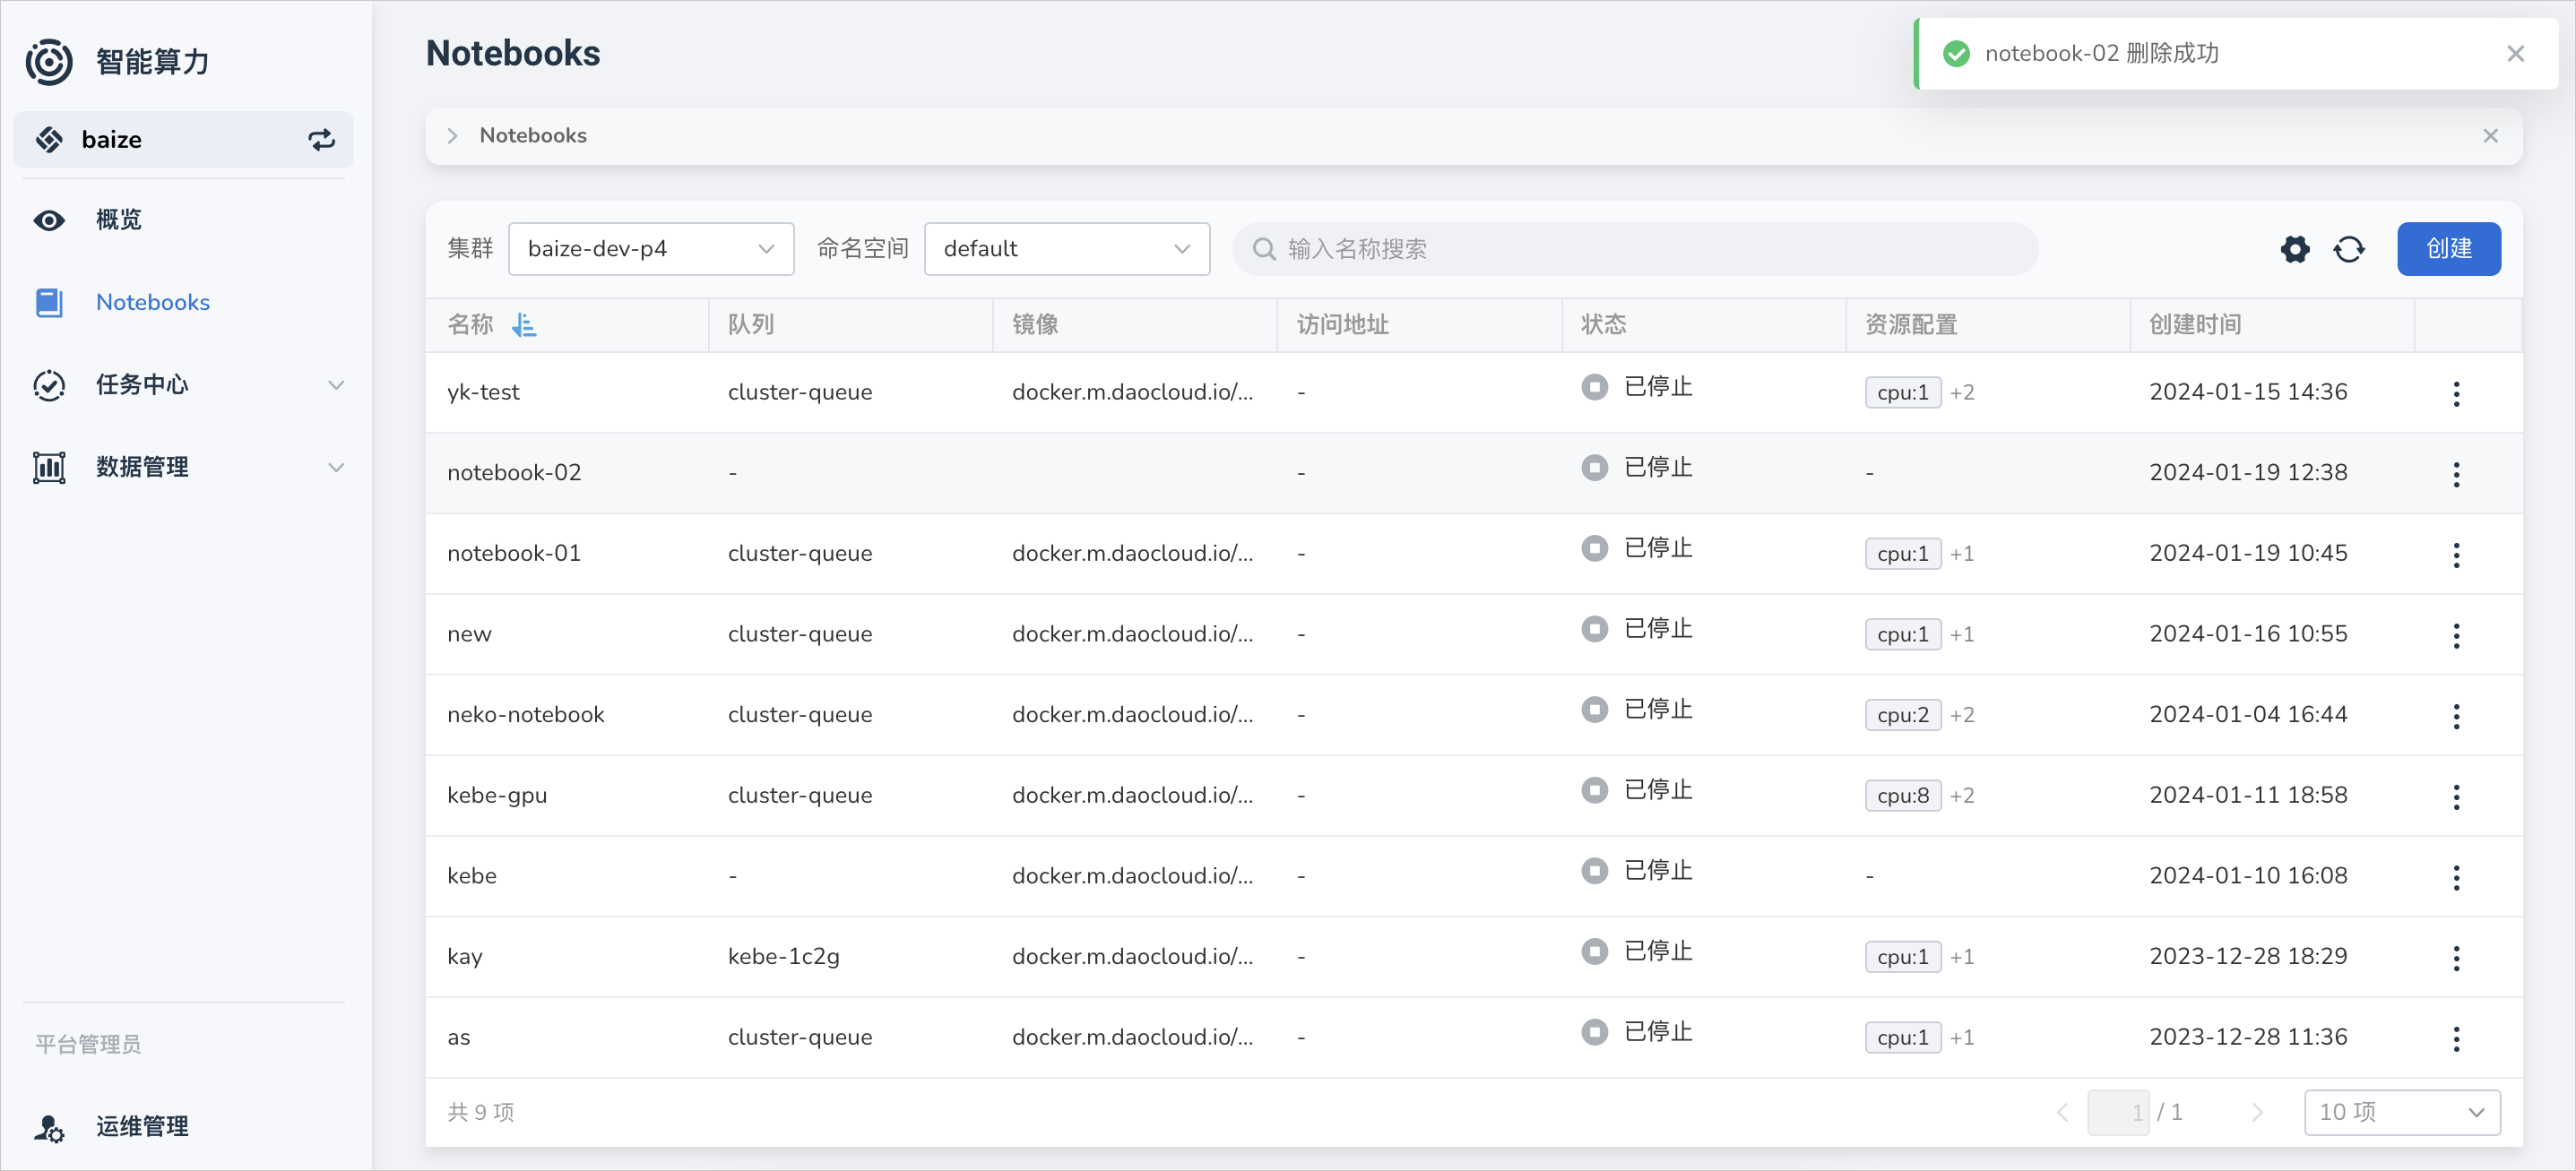 智能算力
baize
概览
Notebooks
任务中心
数据管理
平台管理员
运维管理
Notebooks
notebook-02 删除成功
Notebooks
集群 baize-dev-p4 命名空间 default 输入名称搜索 创建
名称 队列 镜像 访问地址 状态 资源配置 创建时间
yk-test cluster-queue docker.m.daocloud.io/... - 已停止 cpu:1 +2 2024-01-15 14:36
notebook-02 - - 已停止 - 2024-01-19 12:38
notebook-01 cluster-queue docker.m.daocloud.io/... - 已停止 cpu:1 +1 2024-01-19 10:45
new cluster-queue docker.m.daocloud.io/... - 已停止 cpu:1 +1 2024-01-16 10:55
neko-notebook cluster-queue docker.m.daocloud.io/... - 已停止 cpu:2 +2 2024-01-04 16:44
kebe-gpu cluster-queue docker.m.daocloud.io/... - 已停止 cpu:8 +2 2024-01-11 18:58
kebe - docker.m.daocloud.io/... - 已停止 - 2024-01-10 16:08
kay kebe-1c2g docker.m.daocloud.io/... - 已停止 cpu:1 +1 2023-12-28 18:29
as cluster-queue docker.m.daocloud.io/... - 已停止 cpu:1 +1 2023-12-28 11:36
共 9 项 1 / 1 10 项